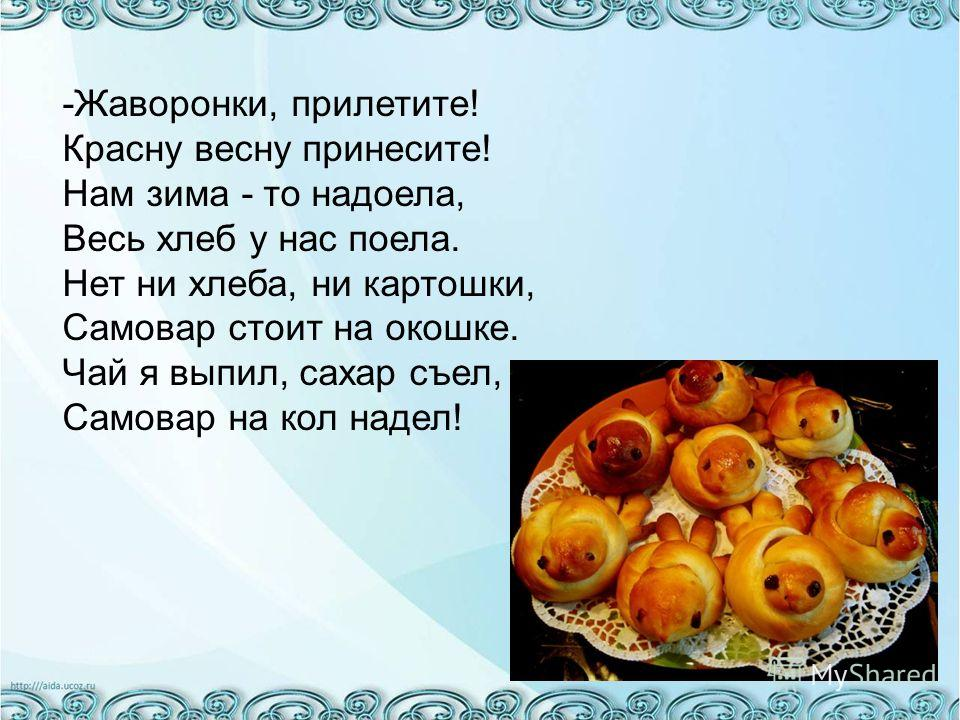 -Жаворонки, прилетите!
Красну весну принесите!
Нам зима - то надоела,
Весь хлеб у нас поела.
Нет ни хлеба, ни картошки,
Самовар стоит на окошке.
Чай я выпил, сахар съел,
Самовар на кол надел!
MyShared
http://aida.ucoz.ru